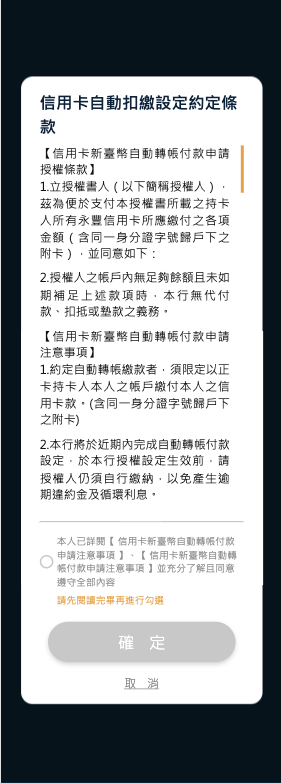 信用卡自動扣繳設定約定條
款
【信用卡新臺幣自動轉帳付款申請
授權條款】
1.立授權書人（以下簡稱授權人），
茲為便於支付本授權書所載之持卡
人所有永豐信用卡所應繳付之各項
金額（含同一身分證字號歸戶下之
附卡），並同意如下：
2.授權人之帳戶內無足夠餘額且未如
期補足上述款項時，本行無代付
款、扣抵或墊款之義務。
【信用卡新臺幣自動轉帳付款申請
注意事項】
1.約定自動轉帳繳款者，須限定以正
卡持卡人本人之帳戶繳付本人之信
用卡款。(含同一身分證字號歸戶下
之附卡)
2.本行將於近期內完成自動轉帳付款
設定，於本行授權設定生效前，請
授權人仍須自行繳納，以免產生逾
期違約金及循環利息。
本人已詳閱【 信用卡新臺幣自動轉帳付款
申請注意事項 】、【 信用卡新臺幣自動轉
帳付款申請注意事項 】並充分了解且同意
遵守全部內容
請先閱讀完畢再進行勾選
確 定
取 消